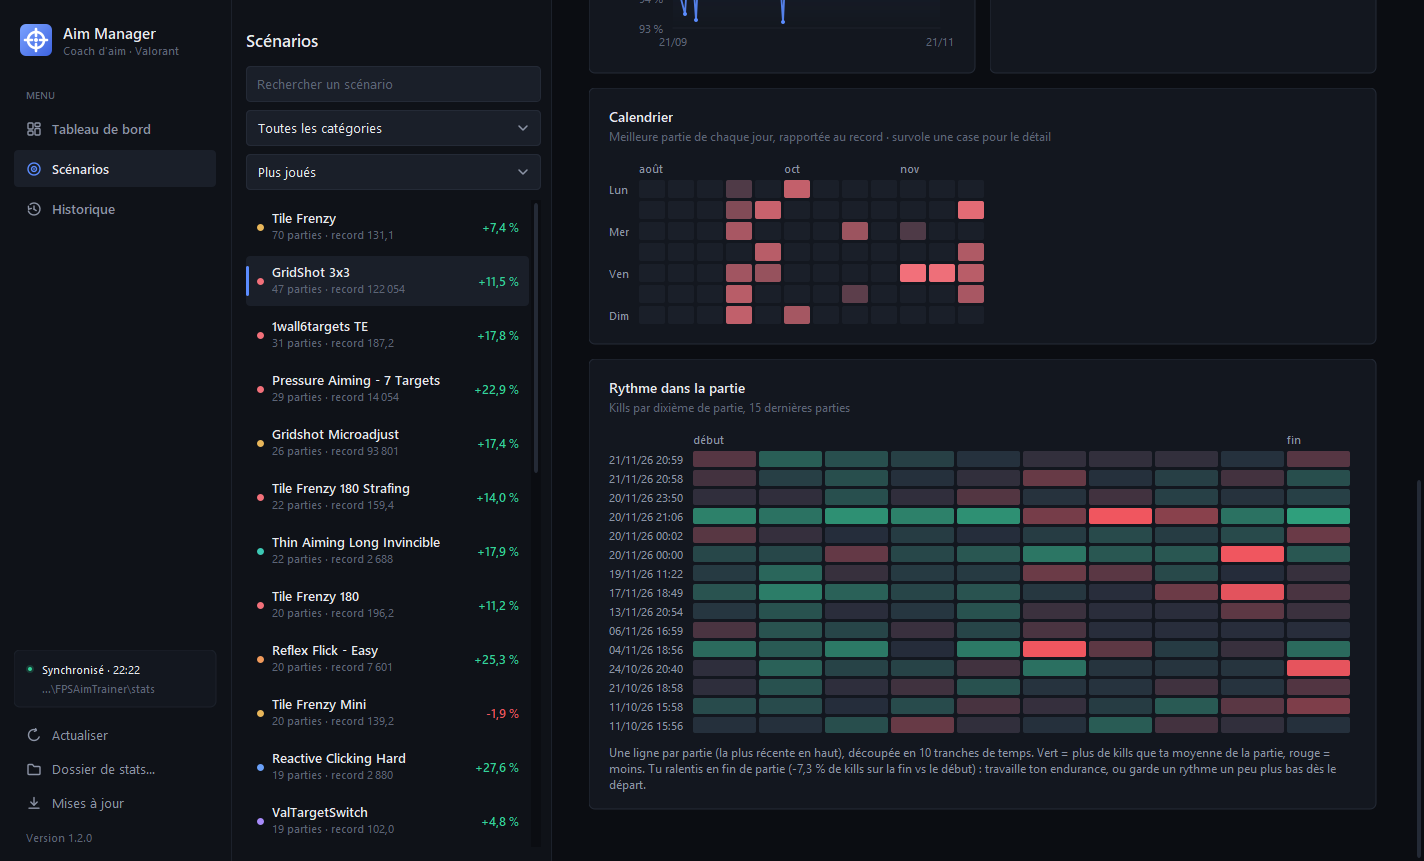 Aim Manager
Coach d'aim · Valorant
MENU
Tableau de bord
Scénarios
Historique
Synchronisé · 22:22
...\FPSAimTrainer\stats
Actualiser
Dossier de stats...
Mises à jour
Version 1.2.0
Scénarios
Rechercher un scénario
Toutes les catégories
Plus joués
Tile Frenzy
70 parties · record 131,1
+7,4 %
GridShot 3x3
47 parties · record 122 054
+11,5 %
1wall6targets TE
31 parties · record 187,2
+17,8 %
Pressure Aiming - 7 Targets
29 parties · record 14 054
+22,9 %
Gridshot Microadjust
26 parties · record 93 801
+17,4 %
Tile Frenzy 180 Strafing
22 parties · record 159,4
+14,0 %
Thin Aiming Long Invincible
22 parties · record 2 688
+17,9 %
Tile Frenzy 180
20 parties · record 196,2
+11,2 %
Reflex Flick - Easy
20 parties · record 7 601
+25,3 %
Tile Frenzy Mini
20 parties · record 139,2
-1,9 %
Reactive Clicking Hard
19 parties · record 2 880
+27,6 %
ValTargetSwitch
19 parties · record 102,0
+4,8 %
94 %
93 %
21/09
21/11
Calendrier
Meilleure partie de chaque jour, rapportée au record · survole une case pour le détail
août
oct
nov
Lun
Mer
Ven
Dim
Rythme dans la partie
Kills par dixième de partie, 15 dernières parties
début
fin
21/11/26 20:59
21/11/26 20:58
20/11/26 23:50
20/11/26 21:06
20/11/26 00:02
20/11/26 00:00
19/11/26 11:22
17/11/26 18:49
13/11/26 20:54
06/11/26 16:59
04/11/26 18:56
24/10/26 20:40
21/10/26 18:58
11/10/26 15:58
11/10/26 15:56
Une ligne par partie (la plus récente en haut), découpée en 10 tranches de temps. Vert = plus de kills que ta moyenne de la partie, rouge =
moins. Tu ralentis en fin de partie (-7,3 % de kills sur la fin vs le début) : travaille ton endurance, ou garde un rythme un peu plus bas dès le
départ.